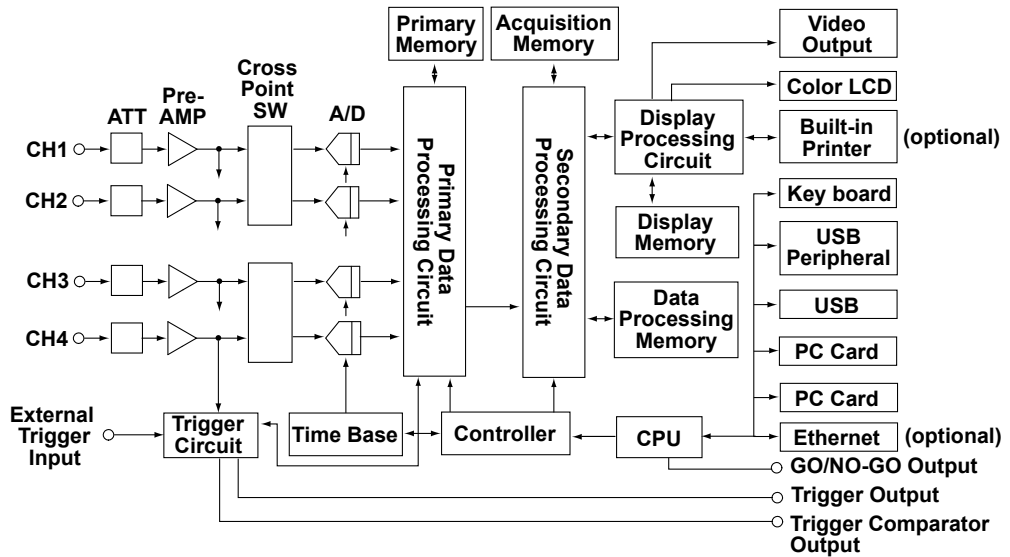 Primary
Memory
Acquisition
Memory
Video
Output
Color LCD
Cross
Point
SW
Pre-
AMP
ATT
A/D
Display
Processing
Circuit
Built-in
Printer
(optional)
CH1
CH2
CH3
CH4
Primary Data
Processing Circuit
Secondary Data
Processing Circuit
Key board
Display
Memory
USB
Peripheral
Data
Processing
Memory
USB
PC Card
PC Card
External
Trigger
Input
Trigger
Circuit
Time Base
Controller
CPU
Ethernet
(optional)
GO/NO-GO Output
Trigger Output
Trigger Comparator
Output